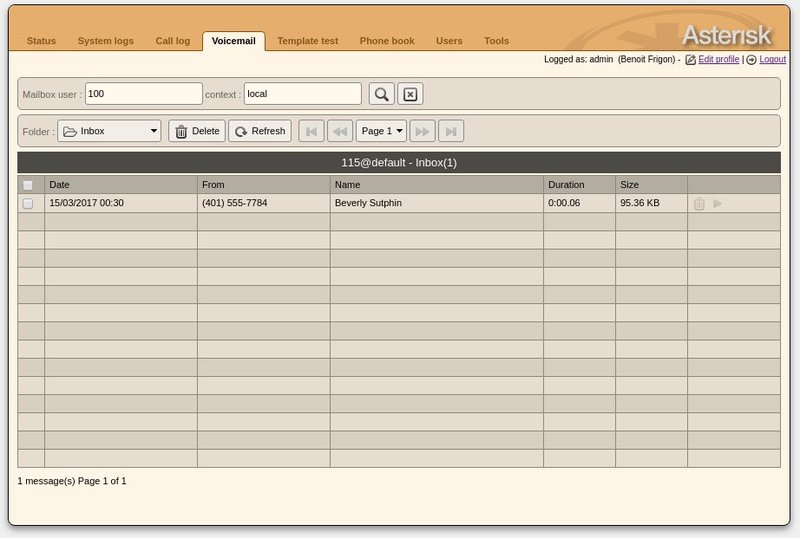 Asterisk
Status System logs Call log Voicemail Template test Phone book Users Tools
Logged as: admin (Benoit Frigon) - Edit profile | Logout
Mailbox user : 100 context : local
Folder : Inbox Delete Refresh Page 1
115@default - Inbox(1)
Date From Name Duration Size
15/03/2017 00:30 (401) 555-7784 Beverly Sutphin 0:00.06 95.36 KB
1 message(s) Page 1 of 1